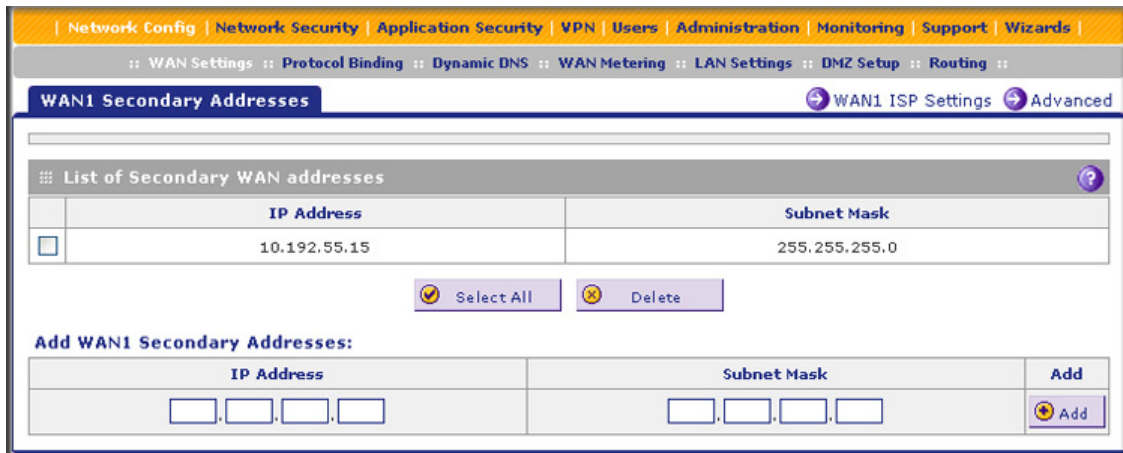 | Network Config | Network Security | Application Security | VPN | Users | Administration | Monitoring | Support | Wizards |
:: WAN Settings :: Protocol Binding :: Dynamic DNS :: WAN Metering :: LAN Settings :: DMZ Setup :: Routing ::
WAN1 Secondary Addresses WAN1 ISP Settings Advanced
List of Secondary WAN addresses ?
IP Address Subnet Mask
10.192.55.15 255.255.255.0
Select All Delete
Add WAN1 Secondary Addresses:
IP Address Subnet Mask Add
. . . . . . Add